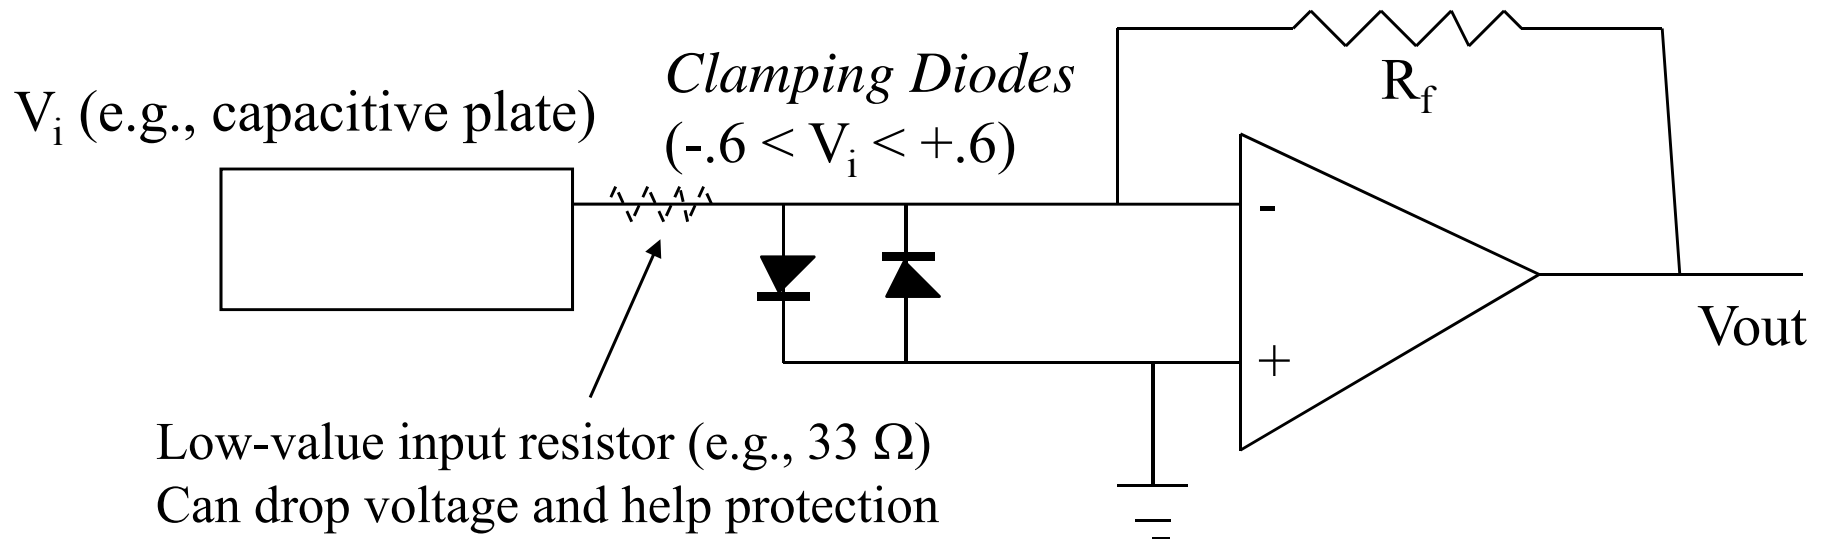 Clamping Diodes
(-.6 < Vi < +.6)
Vi (e.g., capacitive plate)
Rf
-
+
Vout
Low-value input resistor (e.g., 33 Ω)
Can drop voltage and help protection